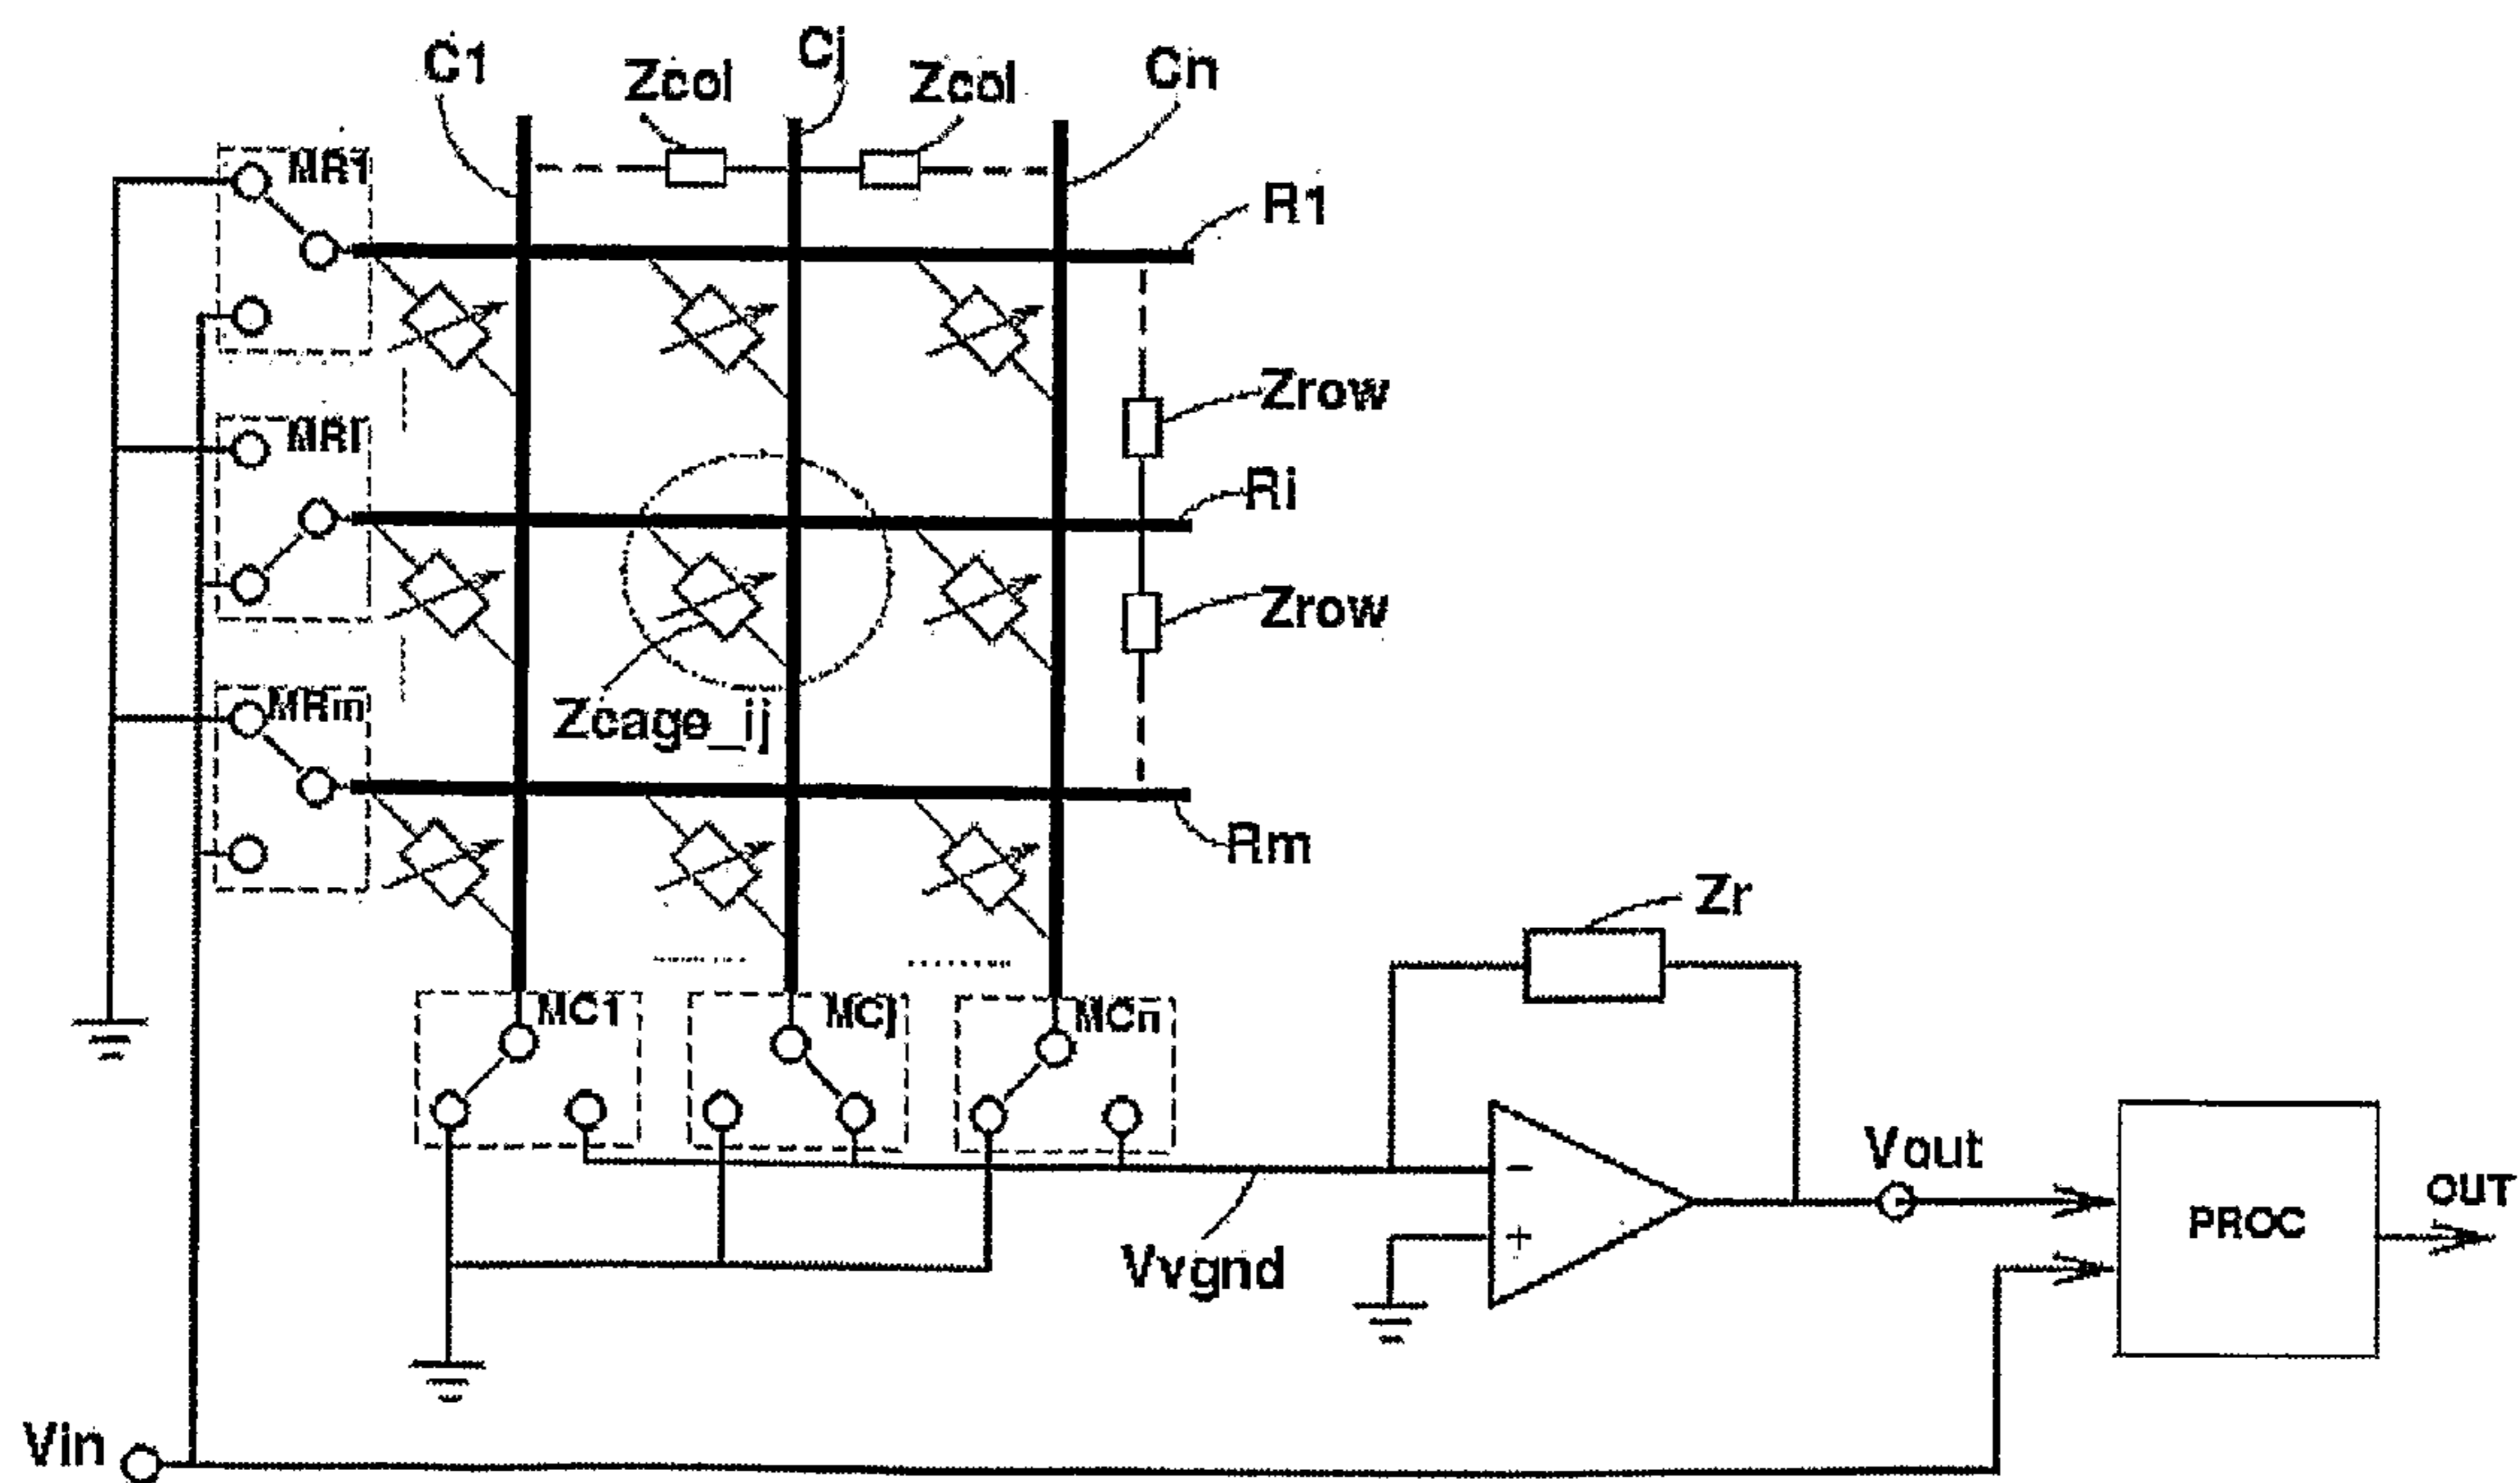 C1
Zcol
Cj
Zcol
Cn
MR1
R1
Zrow
MRi
Ri
Zrow
MRm
Zcage_ij
Rm
Zr
MC1
MCj
MCn
−
Vout
+
PROC
OUT
Vvgnd
Vin